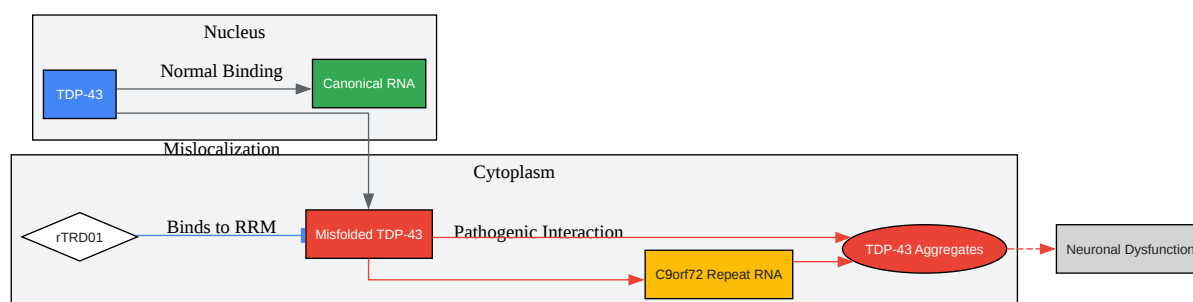 Nucleus
Normal Binding
TDP-43
Canonical RNA
Mislocalization
Cytoplasm
rTRD01
Binds to RRM
Misfolded TDP-43
Pathogenic Interaction
TDP-43 Aggregates
Neuronal Dysfunction
C9orf72 Repeat RNA